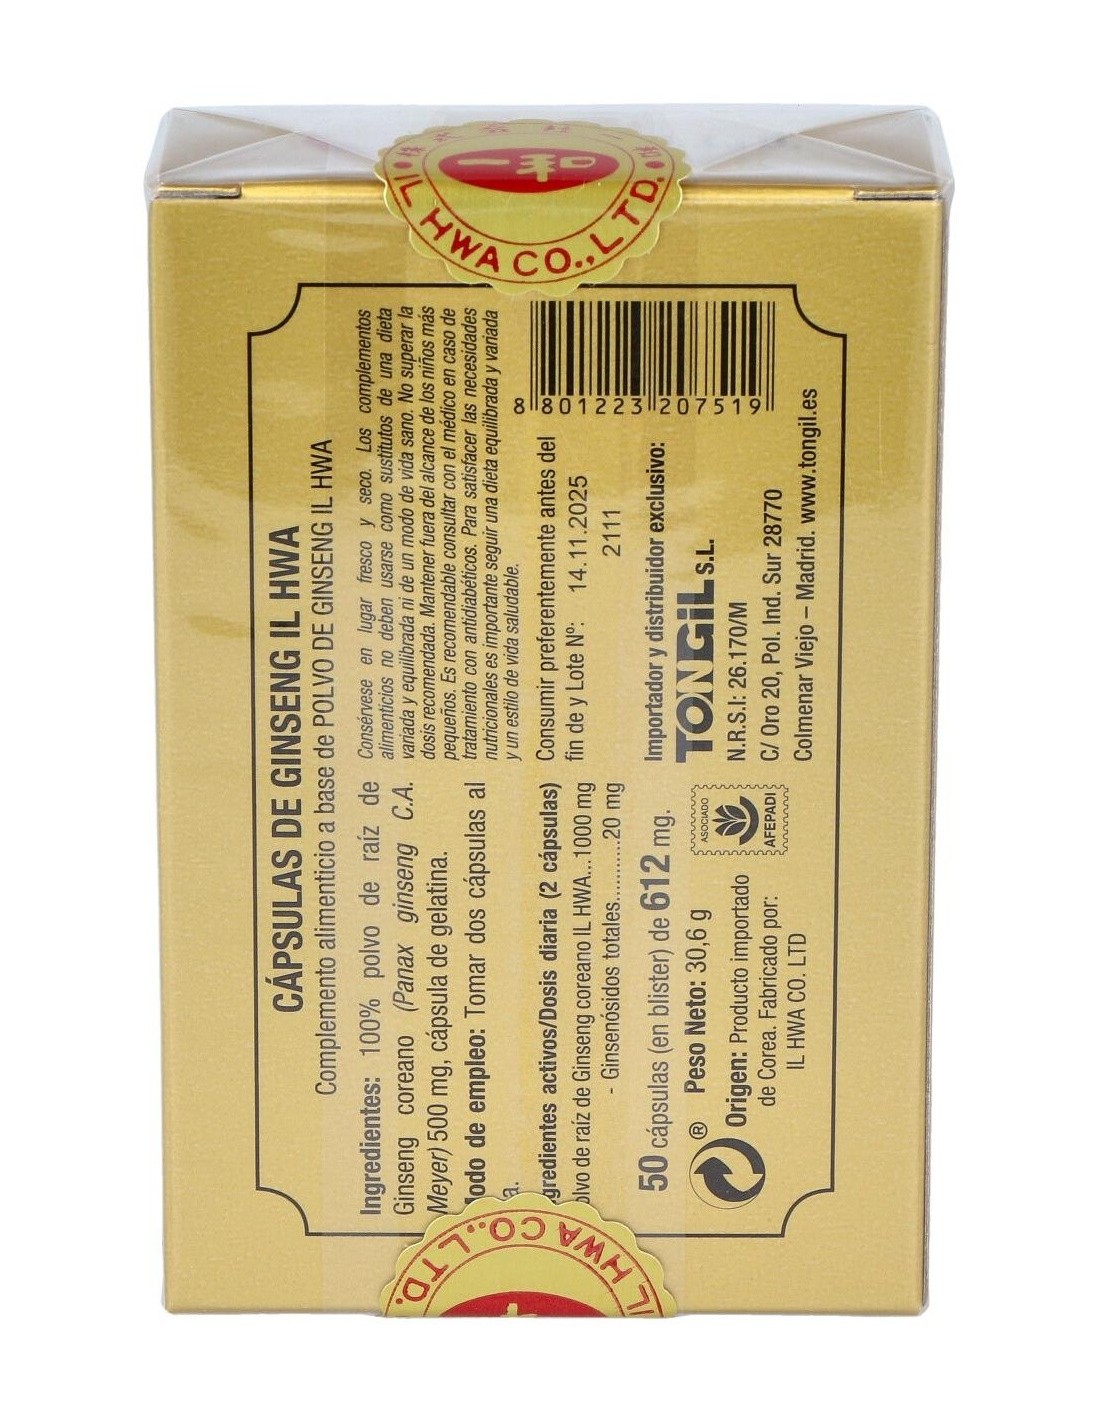 CÁPSULAS DE GINSENG IL HWA
Complemento alimenticio a base de POLVO DE GINSENG IL HWA
Ingredientes: 100% polvo de raíz de
Ginseng coreano (Panax ginseng C.A.
Meyer) 500 mg, cápsula de gelatina.
Modo de empleo: Tomar dos cápsulas al
a.
gredientes activos/Dosis diaria (2 cápsulas)
olvo de raíz de Ginseng coreano IL HWA...1000 mg
- Ginsenósidos totales..........20 mg
50 cápsulas (en blister) de 612 mg.
® Peso Neto: 30,6 g
Origen: Producto importado
de Corea. Fabricado por:
IL HWA CO. LTD
ASOCIADO
AFEPADI
Consérvese en lugar fresco y seco. Los complementos
alimenticios no deben usarse como sustitutos de una dieta
variada y equilibrada ni de un modo de vida sano. No superar la
dosis recomendada. Mantener fuera del alcance de los niños más
pequeños. Es recomendable consultar con el médico en caso de
tratamiento con antidiabéticos. Para satisfacer las necesidades
nutricionales es importante seguir una dieta equilibrada y variada
y un estilo de vida saludable.
Consumir preferentemente antes del
fin de y Lote Nº: 14.11.2025
2111
8 801223 207519
Importador y distribuidor exclusivo:
TONGIL S.L.
N.R.S.I: 26.170/M
C/ Oro 20, Pol. Ind. Sur 28770
Colmenar Viejo – Madrid. www.tongil.es
IL HWA CO., LTD.
一和
IL HWA CO., LTD.